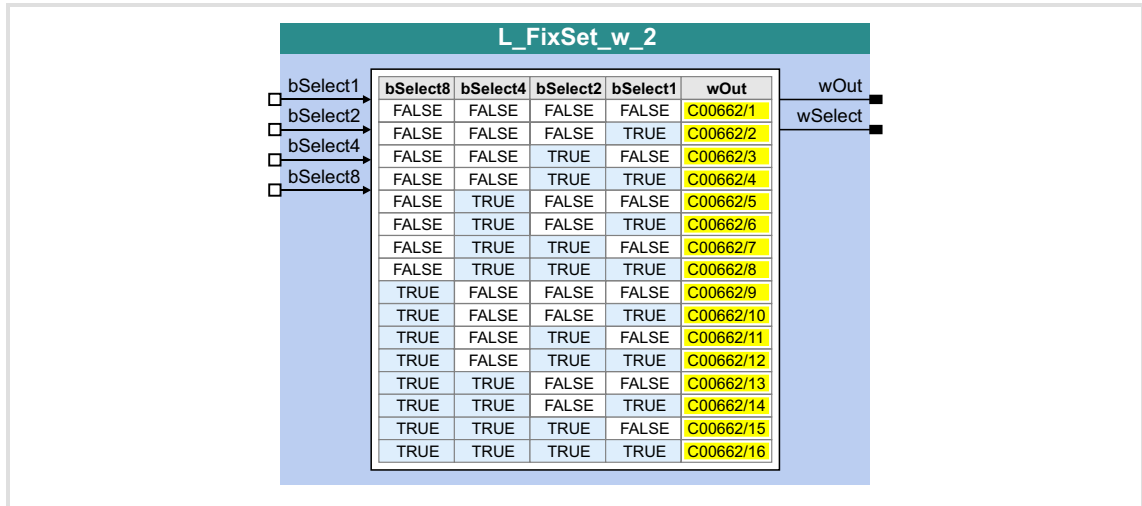 L_FixSet_w_2
bSelect1
bSelect2
bSelect4
bSelect8
bSelect8 bSelect4 bSelect2 bSelect1 wOut
FALSE FALSE FALSE FALSE C00662/1
FALSE FALSE FALSE TRUE C00662/2
FALSE FALSE TRUE FALSE C00662/3
FALSE FALSE TRUE TRUE C00662/4
FALSE TRUE FALSE FALSE C00662/5
FALSE TRUE FALSE TRUE C00662/6
FALSE TRUE TRUE FALSE C00662/7
FALSE TRUE TRUE TRUE C00662/8
TRUE FALSE FALSE FALSE C00662/9
TRUE FALSE FALSE TRUE C00662/10
TRUE FALSE TRUE FALSE C00662/11
TRUE FALSE TRUE TRUE C00662/12
TRUE TRUE FALSE FALSE C00662/13
TRUE TRUE FALSE TRUE C00662/14
TRUE TRUE TRUE FALSE C00662/15
TRUE TRUE TRUE TRUE C00662/16
wOut
wSelect